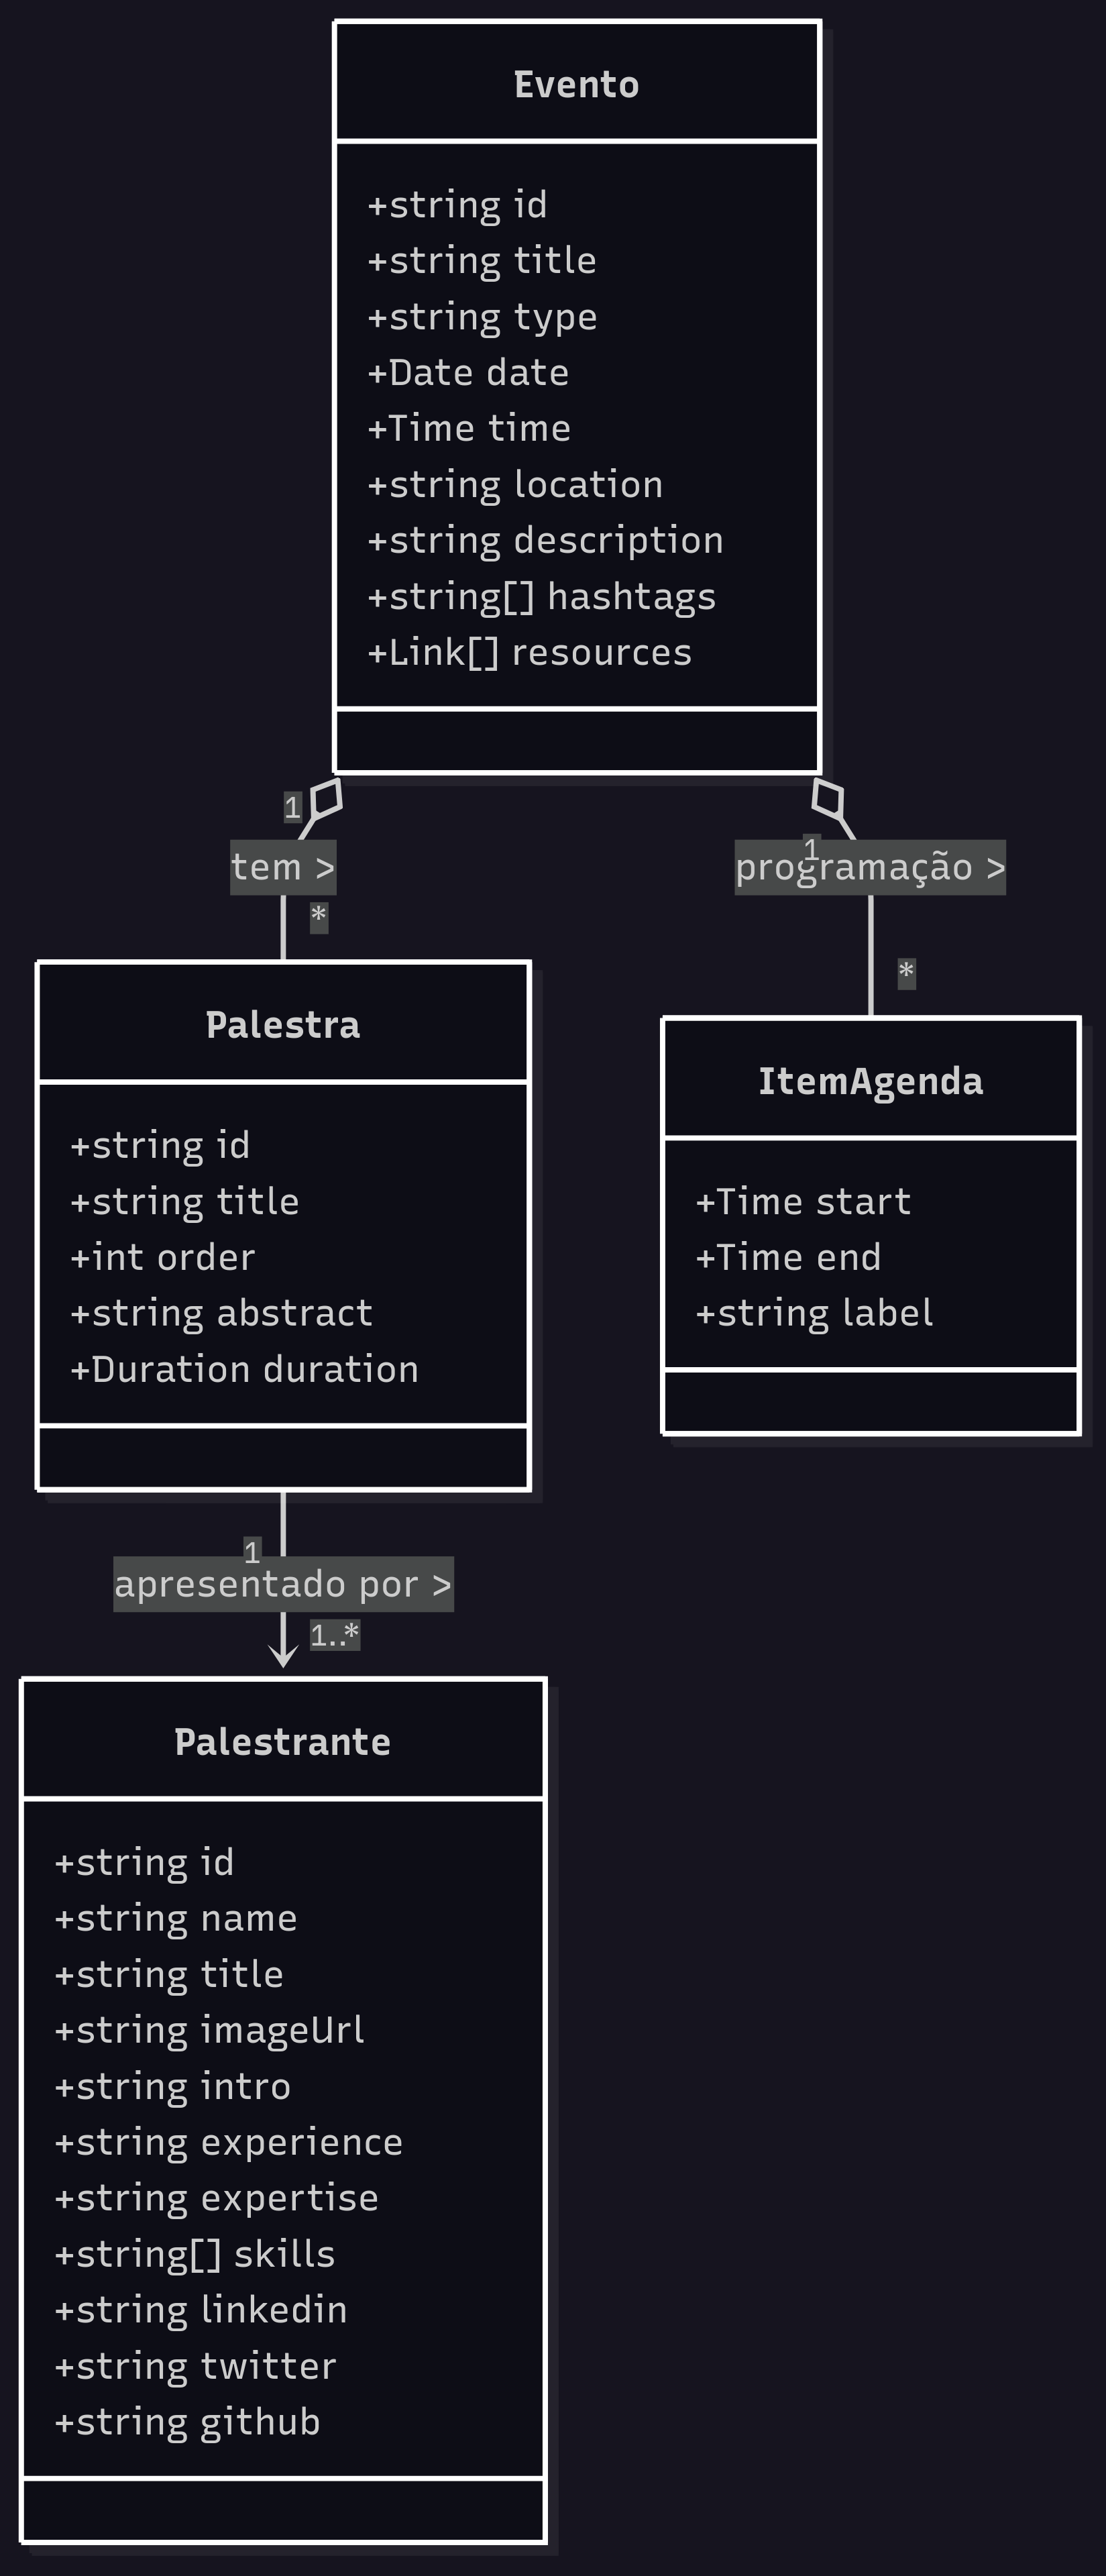 Evento
+string id
+string title
+string type
+Date date
+Time time
+string location
+string description
+string[] hashtags
+Link[] resources
1
tem >
*
1
programação >
*
Palestra
+string id
+string title
+int order
+string abstract
+Duration duration
ItemAgenda
+Time start
+Time end
+string label
1
apresentado por >
1..*
Palestrante
+string id
+string name
+string title
+string imageUrl
+string intro
+string experience
+string expertise
+string[] skills
+string linkedin
+string twitter
+string github